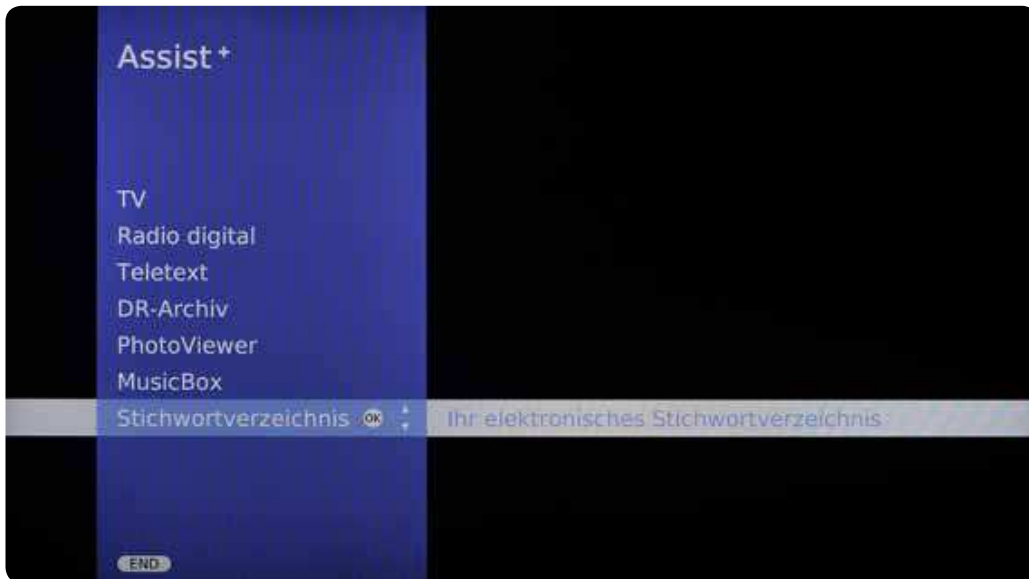 Assist+
TV
Radio digital
Teletext
DR-Archiv
PhotoViewer
MusicBox
Stichwortverzeichnis OK Ihr elektronisches Stichwortverzeichnis
END